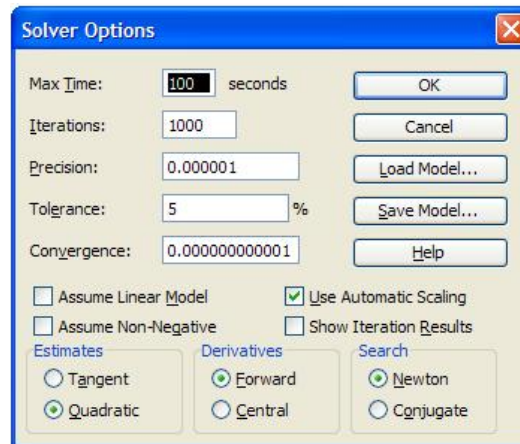 Solver Options
Max Time: 100 seconds OK
Iterations: 1000 Cancel
Precision: 0.000001 Load Model...
Tolerance: 5 % Save Model...
Convergence: 0.000000000001 Help
Assume Linear Model Use Automatic Scaling
Assume Non-Negative Show Iteration Results
Estimates Derivatives Search
Tangent Forward Newton
Quadratic Central Conjugate